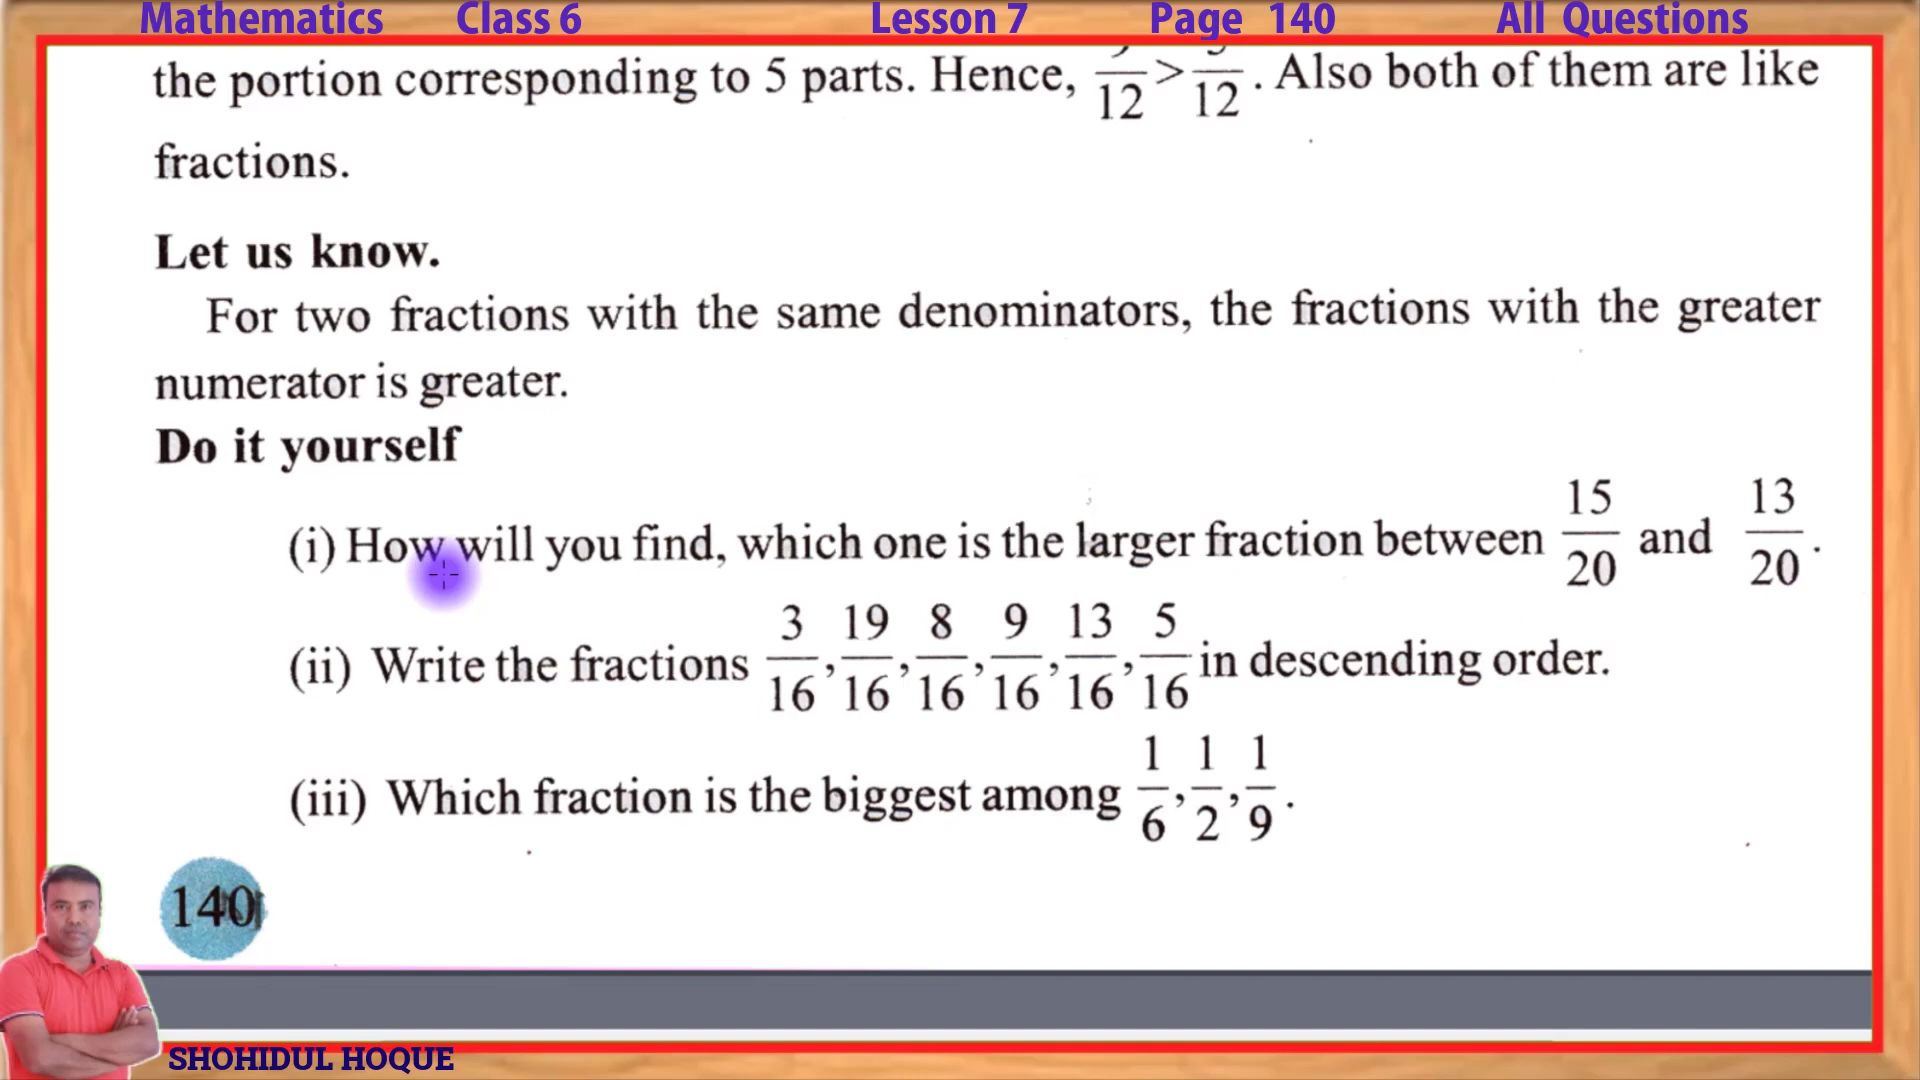 Mathematics Class 6 Lesson 7 Page 140 All Questions
the portion corresponding to 5 parts. Hence, /12 > /12. Also both of them are like
fractions.
Let us know.
For two fractions with the same denominators, the fractions with the greater
numerator is greater.
Do it yourself
(i) How will you find, which one is the larger fraction between 15/20 and 13/20.
(ii) Write the fractions 3/16, 19/16, 8/16, 9/16, 13/16, 5/16 in descending order.
(iii) Which fraction is the biggest among 1/6, 1/2, 1/9.
140
SHOHIDUL HOQUE